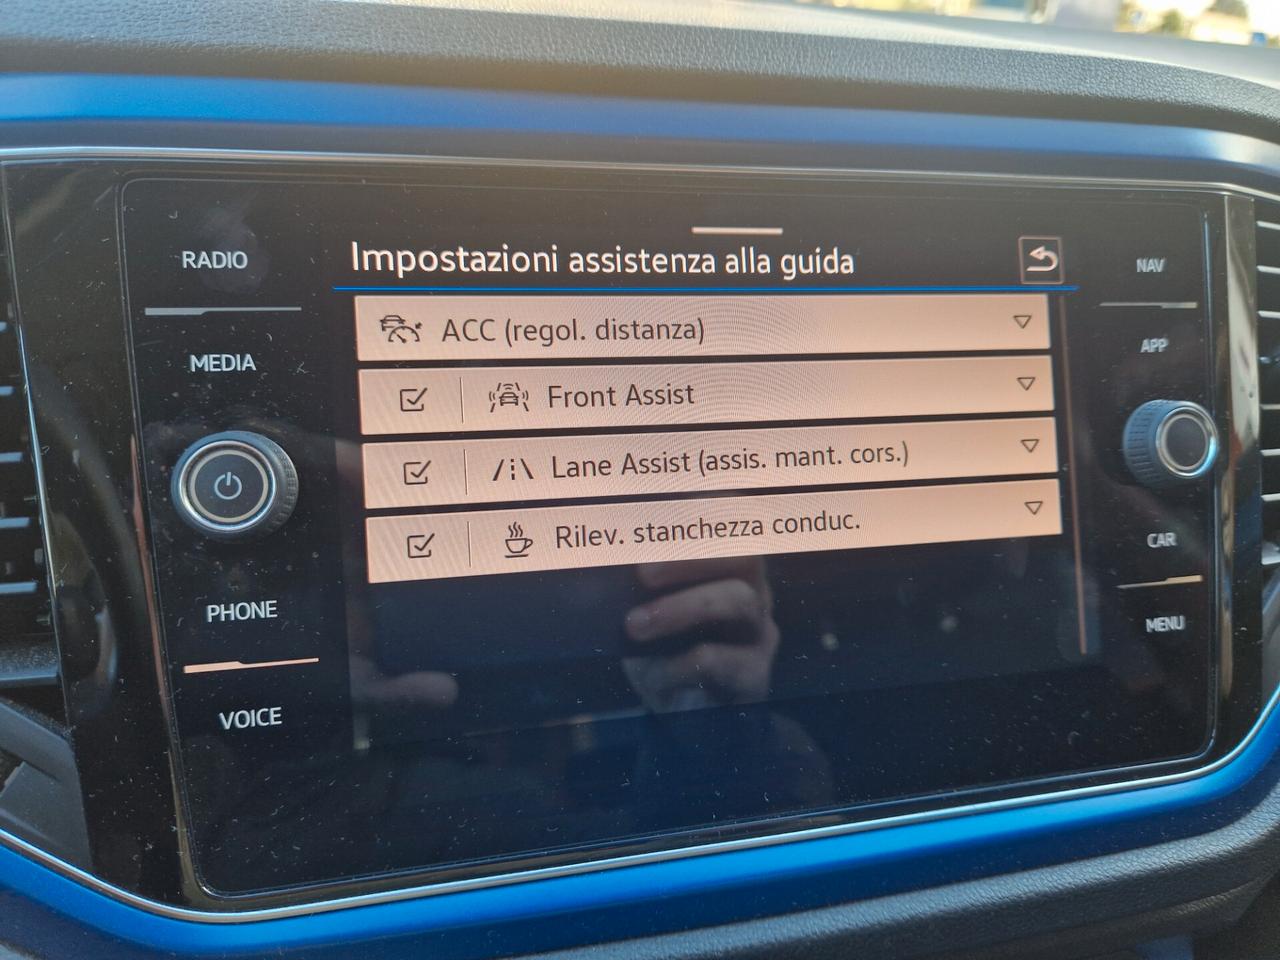 RADIO
MEDIA
PHONE
VOICE
Impostazioni assistenza alla guida
ACC (regol. distanza)
Front Assist
Lane Assist (assis. mant. cors.)
Rilev. stanchezza conduc.
NAV
APP
CAR
MENU